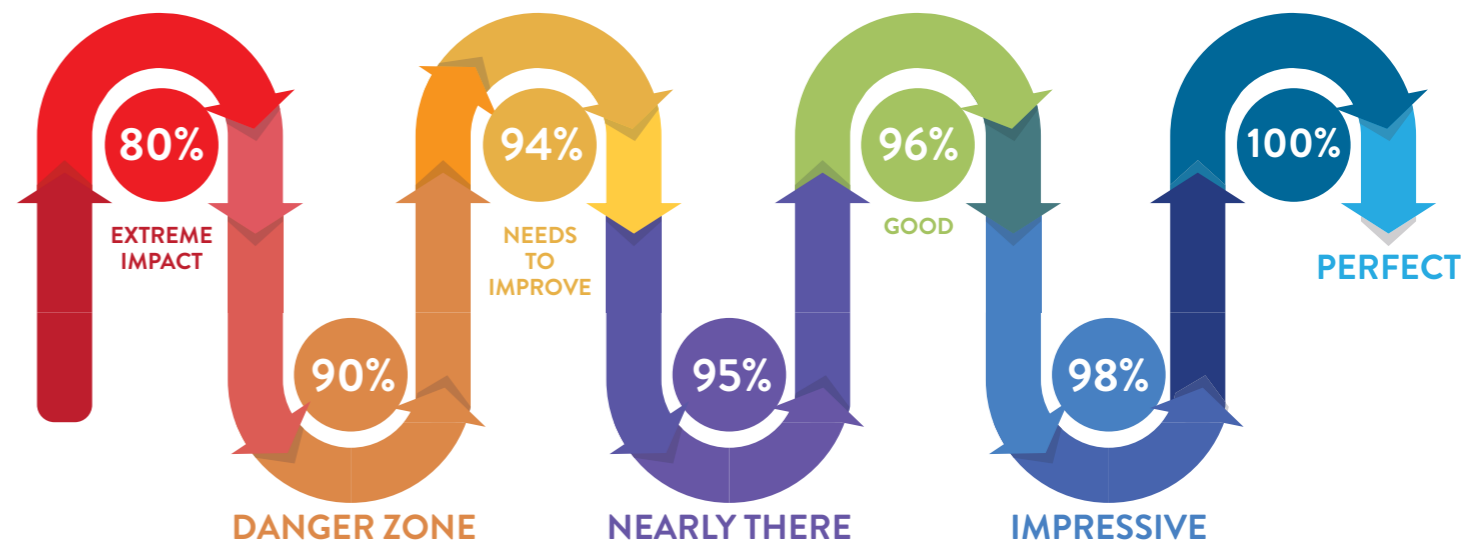 80%
EXTREME
IMPACT
90%
DANGER ZONE
94%
NEEDS
TO
IMPROVE
95%
NEARLY THERE
96%
GOOD
98%
IMPRESSIVE
100%
PERFECT